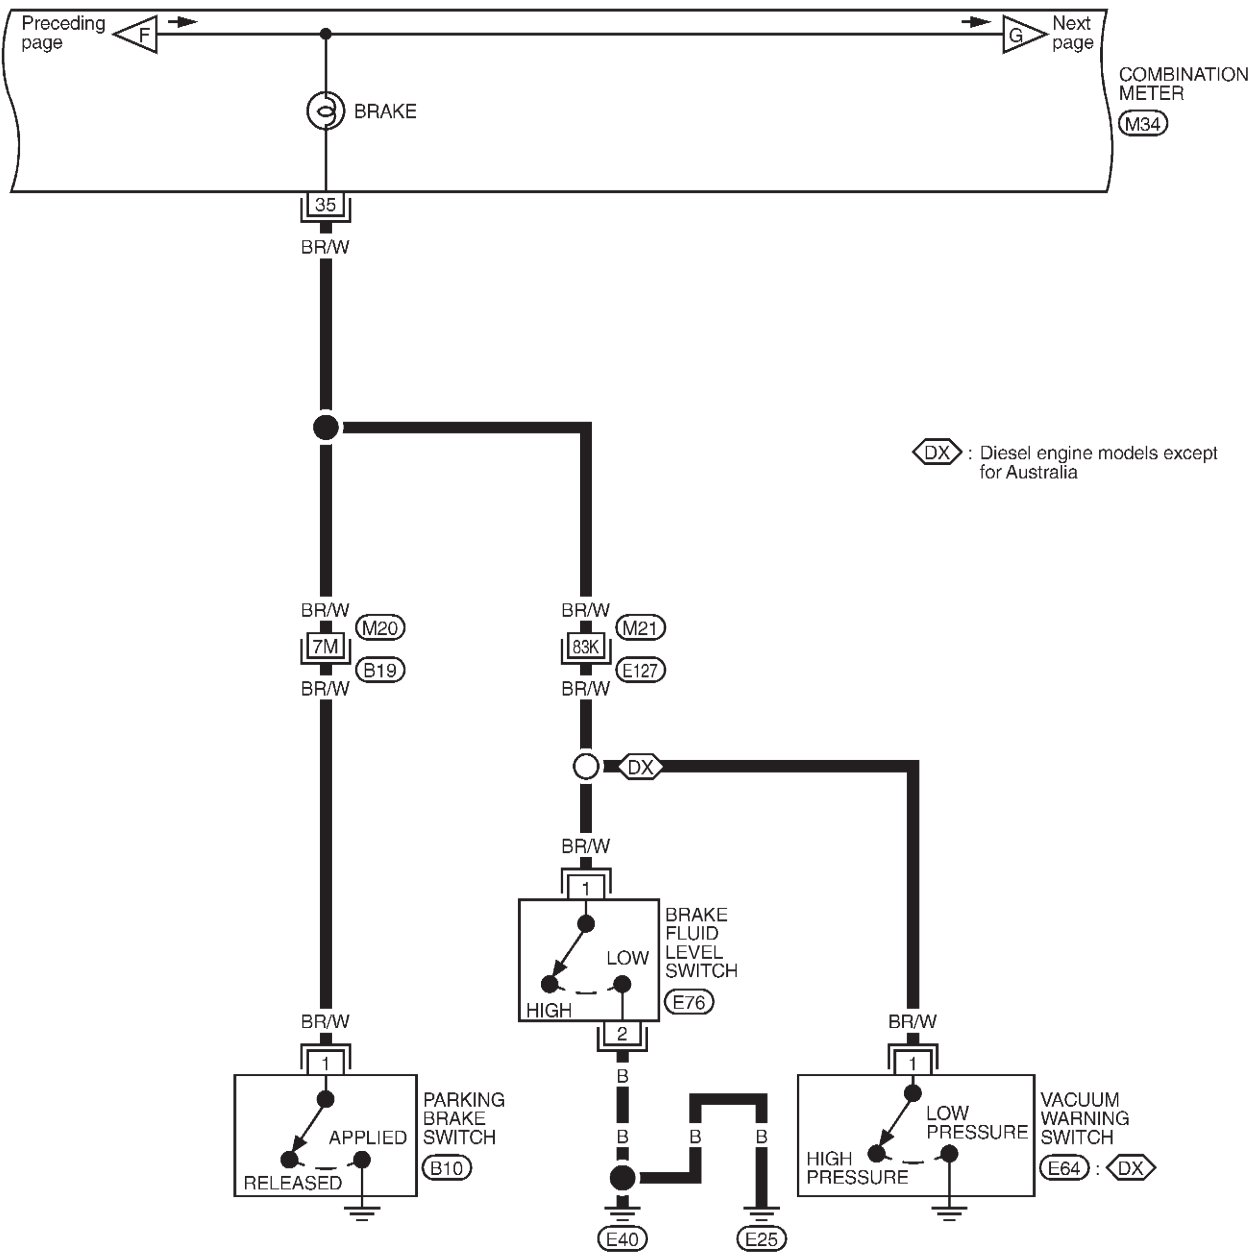 Preceding
page
F
G
Next
page
COMBINATION
METER
M34
BRAKE
35
BR/W
DX : Diesel engine models except
for Australia
BR/W
M20
7M
B19
BR/W
BR/W
M21
83K
E127
BR/W
DX
BR/W
1
BRAKE
FLUID
LEVEL
SWITCH
E76
LOW
HIGH
2
B
B
B
B
E40
E25
BR/W
1
PARKING
BRAKE
SWITCH
B10
APPLIED
RELEASED
BR/W
1
VACUUM
WARNING
SWITCH
E64 : DX
LOW
PRESSURE
HIGH
PRESSURE